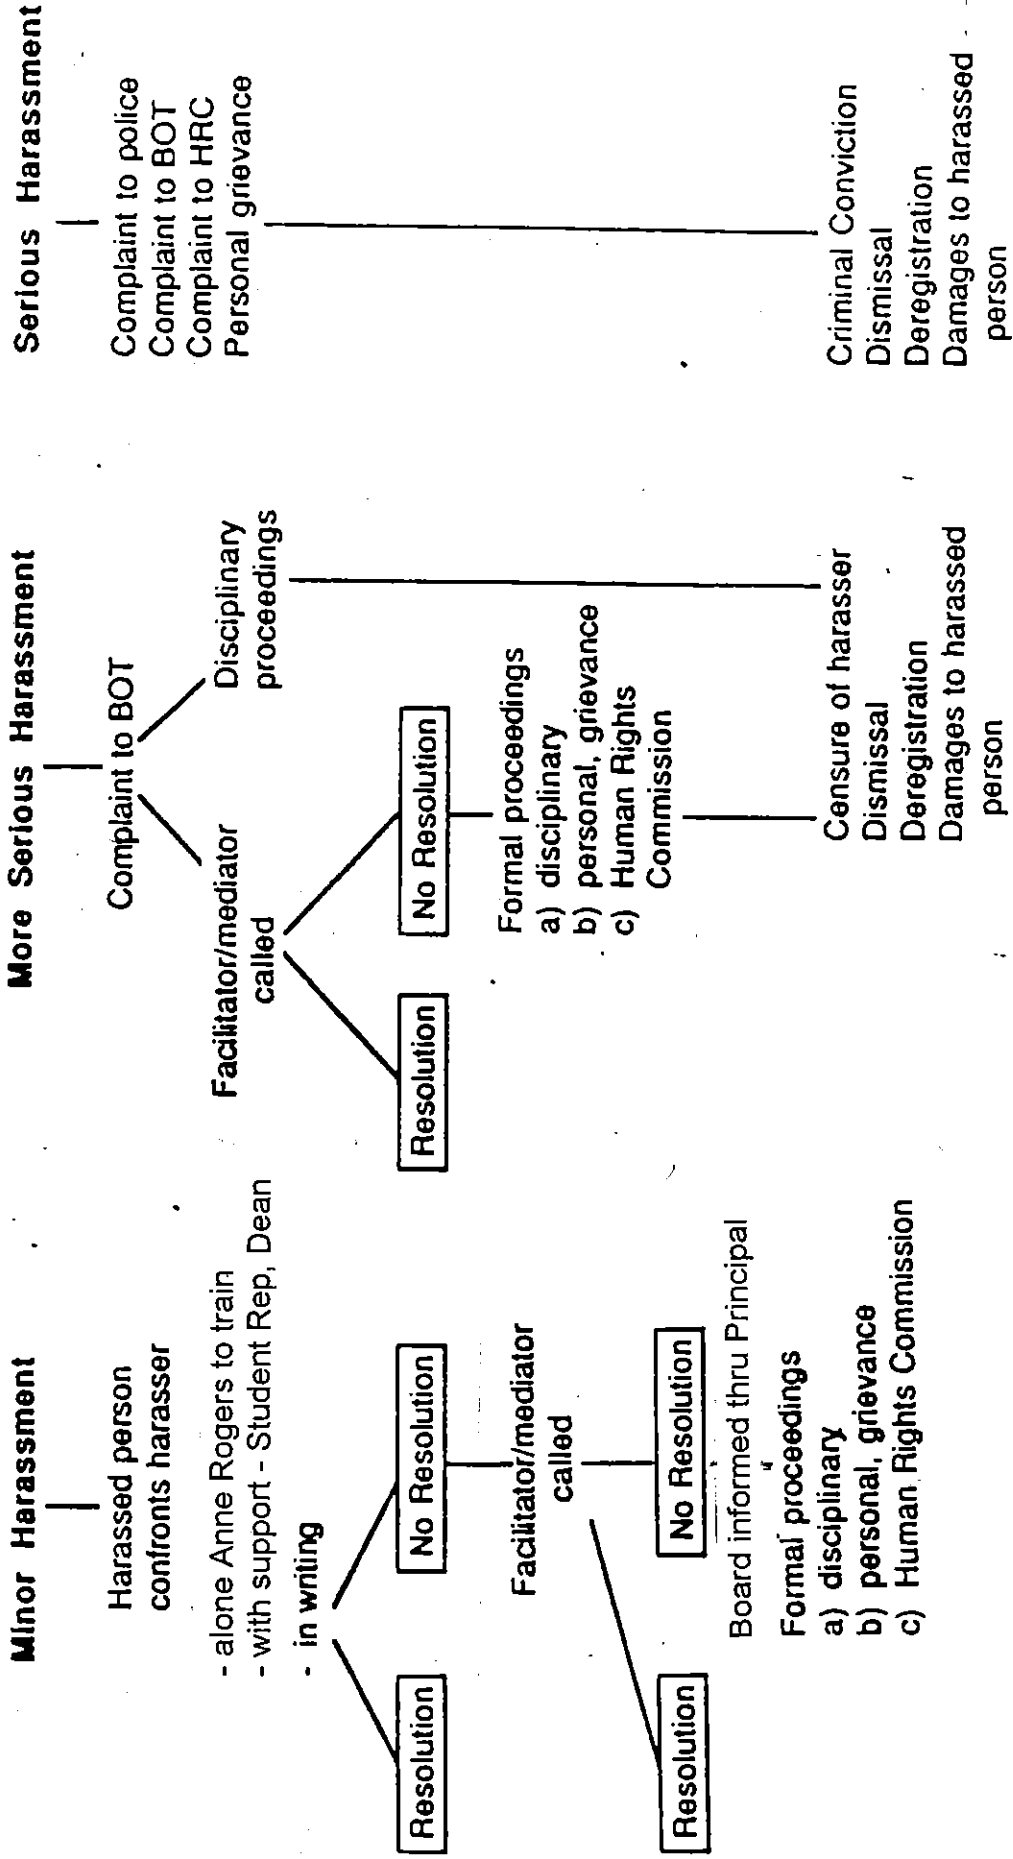 Minor Harassment
Harassed person
confronts harasser
- alone Anne Rogers to train
- with support - Student Rep, Dean
- in writing
Resolution
No Resolution
Facilitator/mediator
called
Resolution
No Resolution
Board informed thru Principal
Formal proceedings
a) disciplinary
b) personal, grievance
c) Human Rights Commission
More Serious Harassment
Complaint to BOT
Facilitator/mediator
called
Disciplinary
proceedings
Resolution
No Resolution
Formal proceedings
a) disciplinary
b) personal, grievance
c) Human Rights
Commission
Censure of harasser
Dismissal
Deregistration
Damages to harassed
person
Serious Harassment
Complaint to police
Complaint to BOT
Complaint to HRC
Personal grievance
Criminal Conviction
Dismissal
Deregistration
Damages to harassed
person